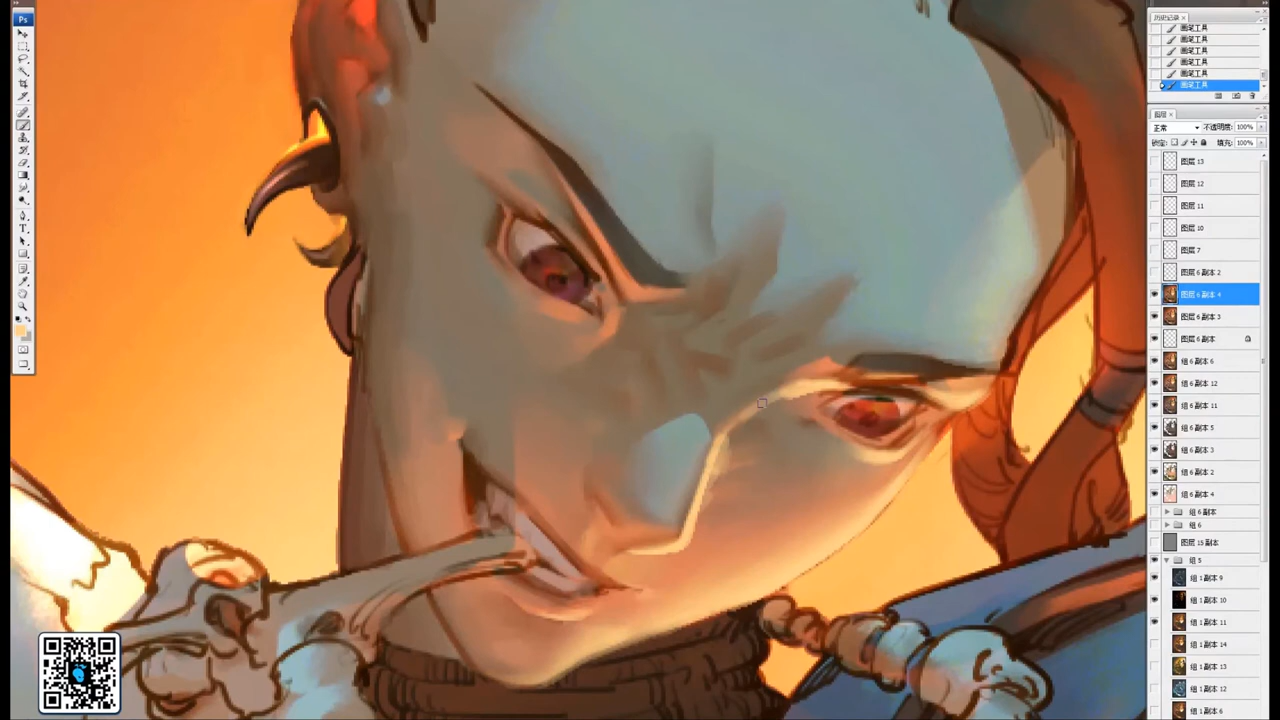 Ps
历史记录
画笔工具
画笔工具
画笔工具
画笔工具
画笔工具
画笔工具
图层
正常
不透明度: 100%
锁定:
填充: 100%
图层 13
图层 12
图层 11
图层 10
图层 7
图层 6 副本 2
图层 6 副本 4
图层 6 副本 3
图层 6 副本
组 6 副本 6
组 6 副本 12
组 6 副本 11
组 6 副本 5
组 6 副本 3
组 6 副本 2
组 6 副本 4
组 6 副本
组 6
图层 15 副本
组 5
组 1 副本 9
组 1 副本 10
组 1 副本 11
组 1 副本 14
组 1 副本 13
组 1 副本 12
组 1 副本 6